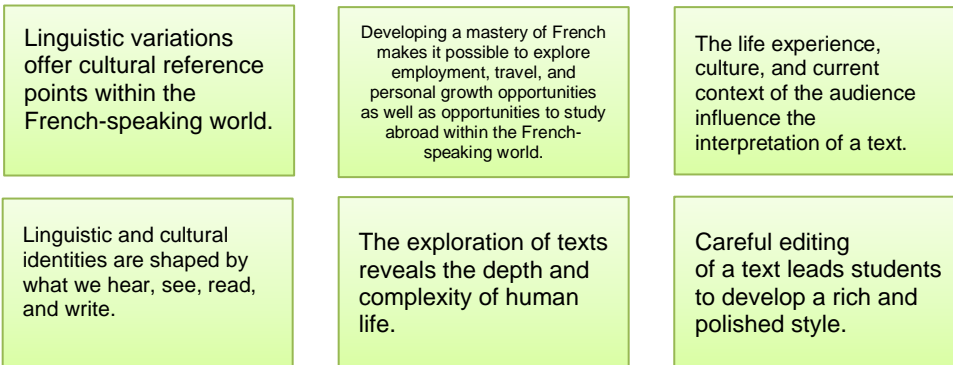 Linguistic variations
offer cultural reference
points within the
French-speaking world.
Developing a mastery of French
makes it possible to explore
employment, travel, and
personal growth opportunities
as well as opportunities to study
abroad within the French-
speaking world.
The life experience,
culture, and current
context of the audience
influence the
interpretation of a text.
Linguistic and cultural
identities are shaped by
what we hear, see, read,
and write.
The exploration of texts
reveals the depth and
complexity of human
life.
Careful editing
of a text leads students
to develop a rich and
polished style.